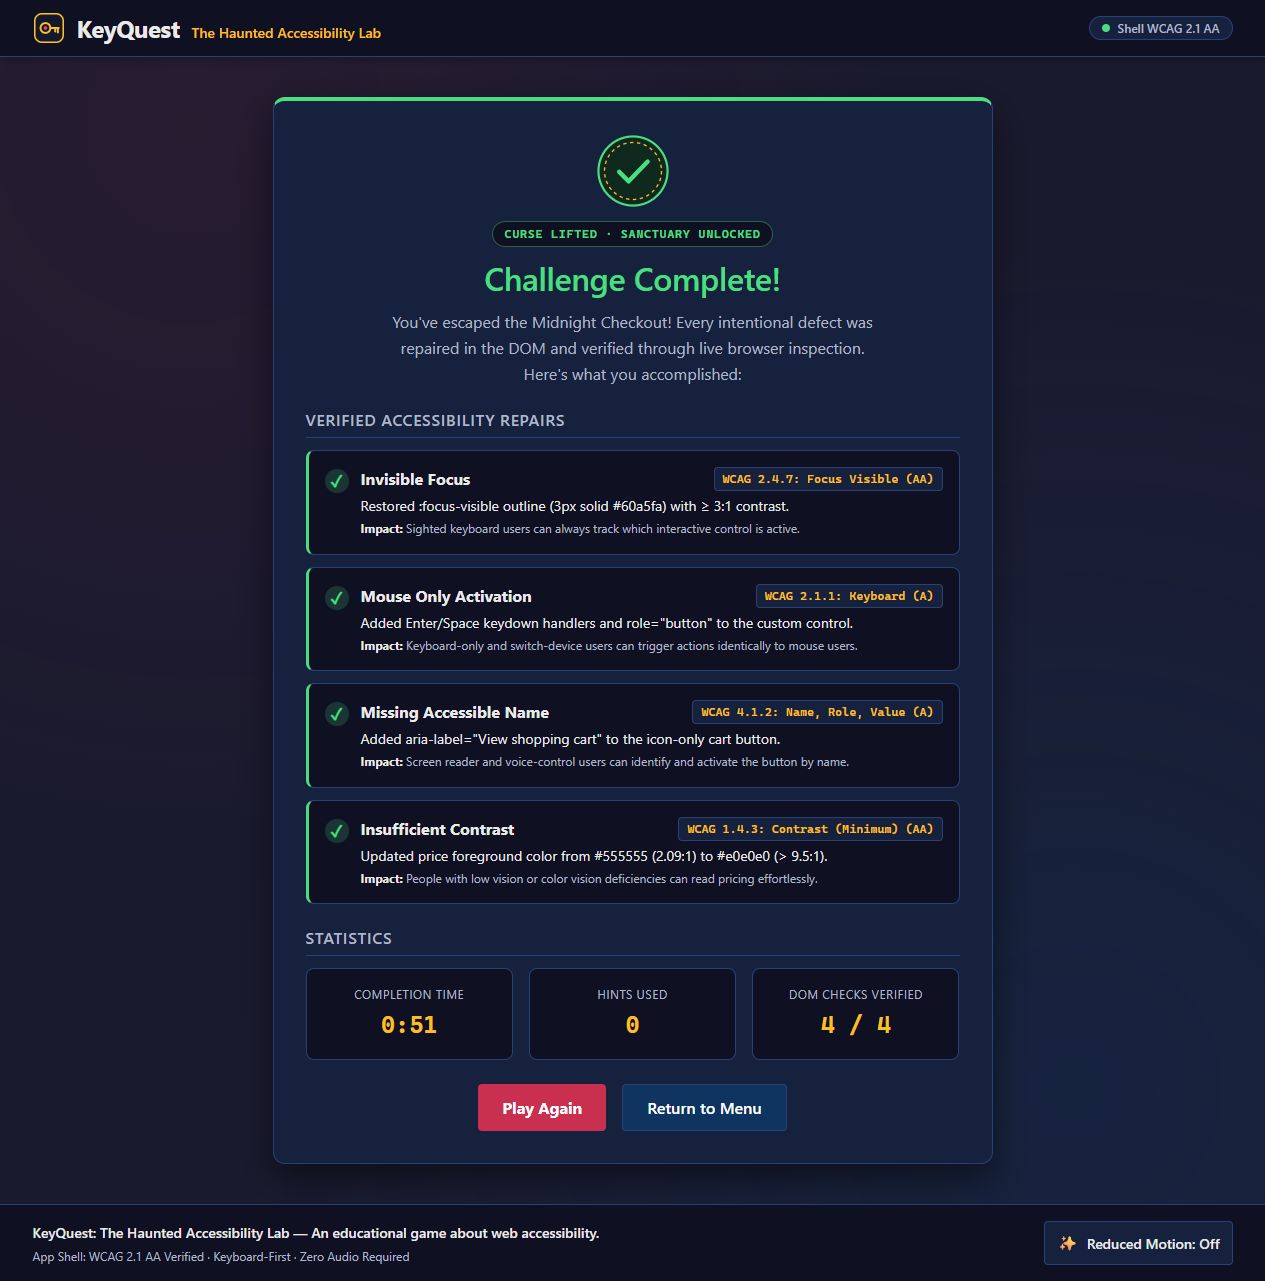 KeyQuest The Haunted Accessibility Lab
Shell WCAG 2.1 AA
CURSE LIFTED · SANCTUARY UNLOCKED
Challenge Complete!
You've escaped the Midnight Checkout! Every intentional defect was
repaired in the DOM and verified through live browser inspection.
Here's what you accomplished:
VERIFIED ACCESSIBILITY REPAIRS
Invisible Focus
WCAG 2.4.7: Focus Visible (AA)
Restored :focus-visible outline (3px solid #60a5fa) with ≥ 3:1 contrast.
Impact: Sighted keyboard users can always track which interactive control is active.
Mouse Only Activation
WCAG 2.1.1: Keyboard (A)
Added Enter/Space keydown handlers and role="button" to the custom control.
Impact: Keyboard-only and switch-device users can trigger actions identically to mouse users.
Missing Accessible Name
WCAG 4.1.2: Name, Role, Value (A)
Added aria-label="View shopping cart" to the icon-only cart button.
Impact: Screen reader and voice-control users can identify and activate the button by name.
Insufficient Contrast
WCAG 1.4.3: Contrast (Minimum) (AA)
Updated price foreground color from #555555 (2.09:1) to #e0e0e0 (> 9.5:1).
Impact: People with low vision or color vision deficiencies can read pricing effortlessly.
STATISTICS
COMPLETION TIME
0:51
HINTS USED
0
DOM CHECKS VERIFIED
4 / 4
Play Again
Return to Menu
KeyQuest: The Haunted Accessibility Lab — An educational game about web accessibility.
App Shell: WCAG 2.1 AA Verified · Keyboard-First · Zero Audio Required
Reduced Motion: Off